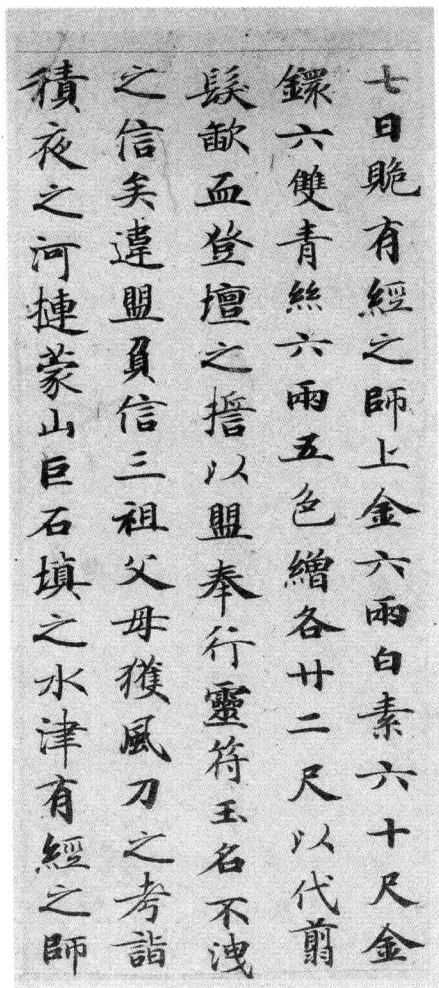 七日貹有經之師上金六兩白素六十尺金
鐶六雙青絲六兩五色繒各廿二尺以代翦
髮歃血登壇之擔以盟奉行靈符玉名不洩
之信矣違盟負信三祖父母獲風刀之考詣
積夜之河摙蒙山巨石填之水津有經之師